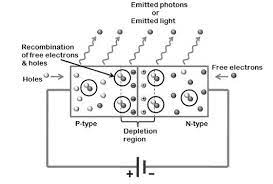 Emitted photons
or
Emitted light
Recombination
of free electrons
& holes
Free electrons
Holes
P-type
Depletion
region
N-type
+ -